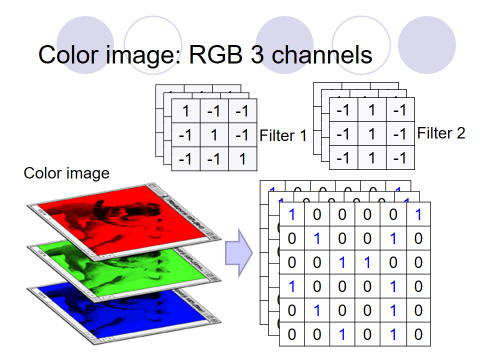 Color image: RGB 3 channels
1 -1 -1
-1 1 -1
-1 -1 1
Filter 1
-1 1 -1
-1 1 -1
-1 1 -1
Filter 2
Color image
1 0 0 0 0 1
0 1 0 0 1 0
0 0 1 1 0 0
1 0 0 0 1 0
0 1 0 0 1 0
0 0 1 0 1 0